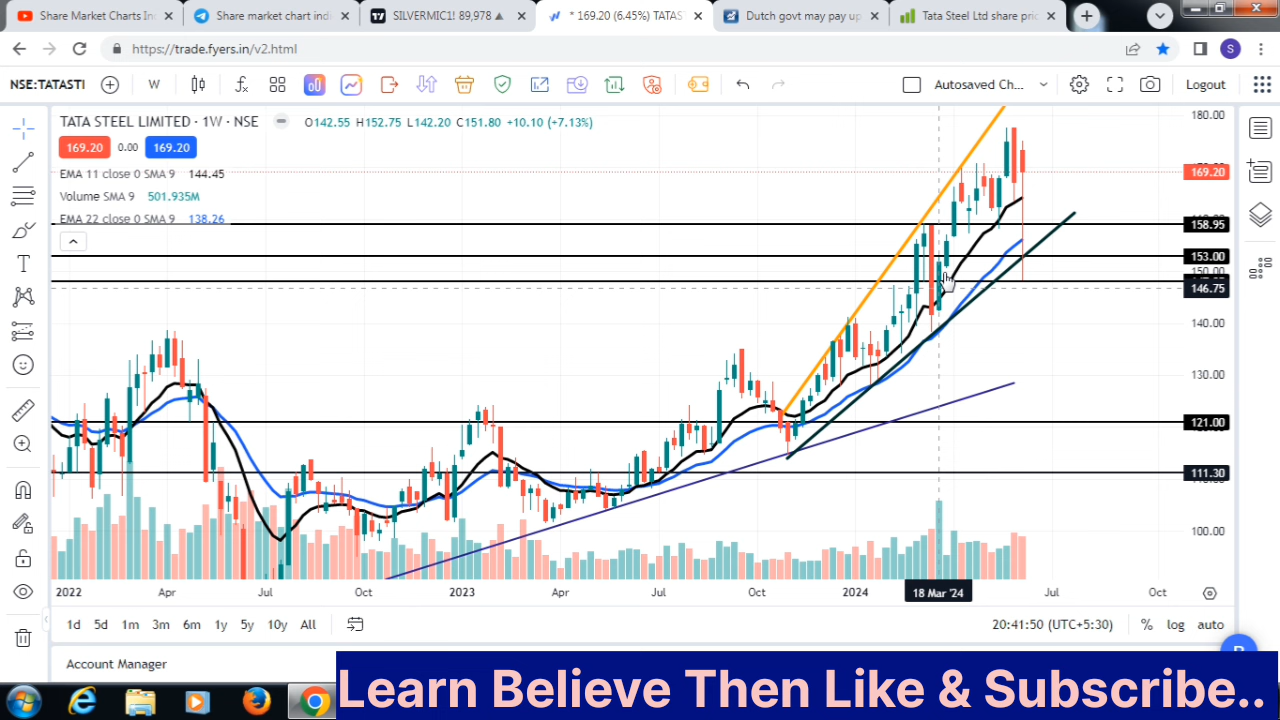 Share Market Charts In
Share market chart indi
SILVERMIC1! 89,978 ▲
* 169.20 (6.45%) TATAS
Dutch govt may pay up
Tata Steel Ltd share pric
https://trade.fyers.in/v2.html
S
NSE:TATASTI
W
Autosaved Ch...
Logout
TATA STEEL LIMITED · 1W · NSE
O142.55 H152.75 L142.20 C151.80 +10.10 (+7.13%)
169.20
0.00
169.20
EMA 11 close 0 SMA 9 144.45
Volume SMA 9 501.935M
EMA 22 close 0 SMA 9 138.26
180.00
169.20
158.95
153.00
150.00
146.75
140.00
130.00
121.00
111.30
100.00
2022
Apr
Jul
Oct
2023
Apr
Jul
Oct
2024
18 Mar '24
Jul
Oct
1d
5d
1m
3m
6m
1y
5y
10y
All
20:41:50 (UTC+5:30)
%
log
auto
Account Manager
Learn Believe Then Like & Subscribe..